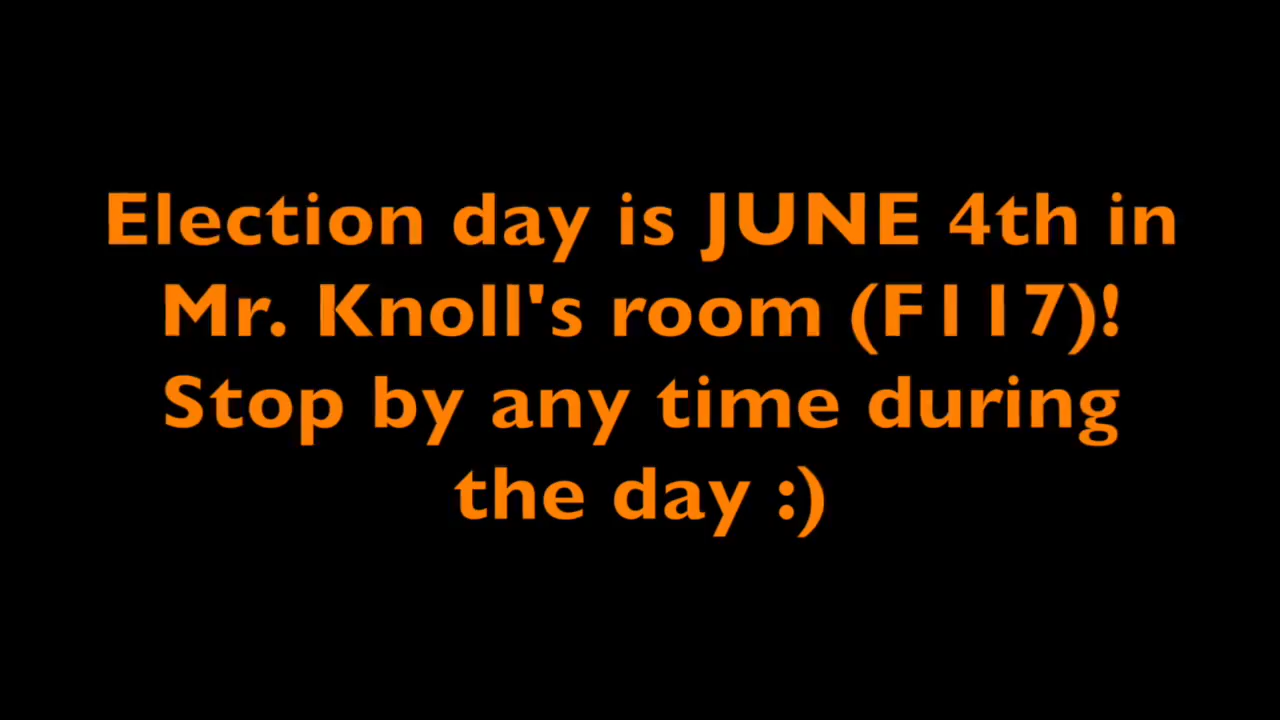 Election day is JUNE 4th in
Mr. Knoll's room (F117)!
Stop by any time during
the day :)